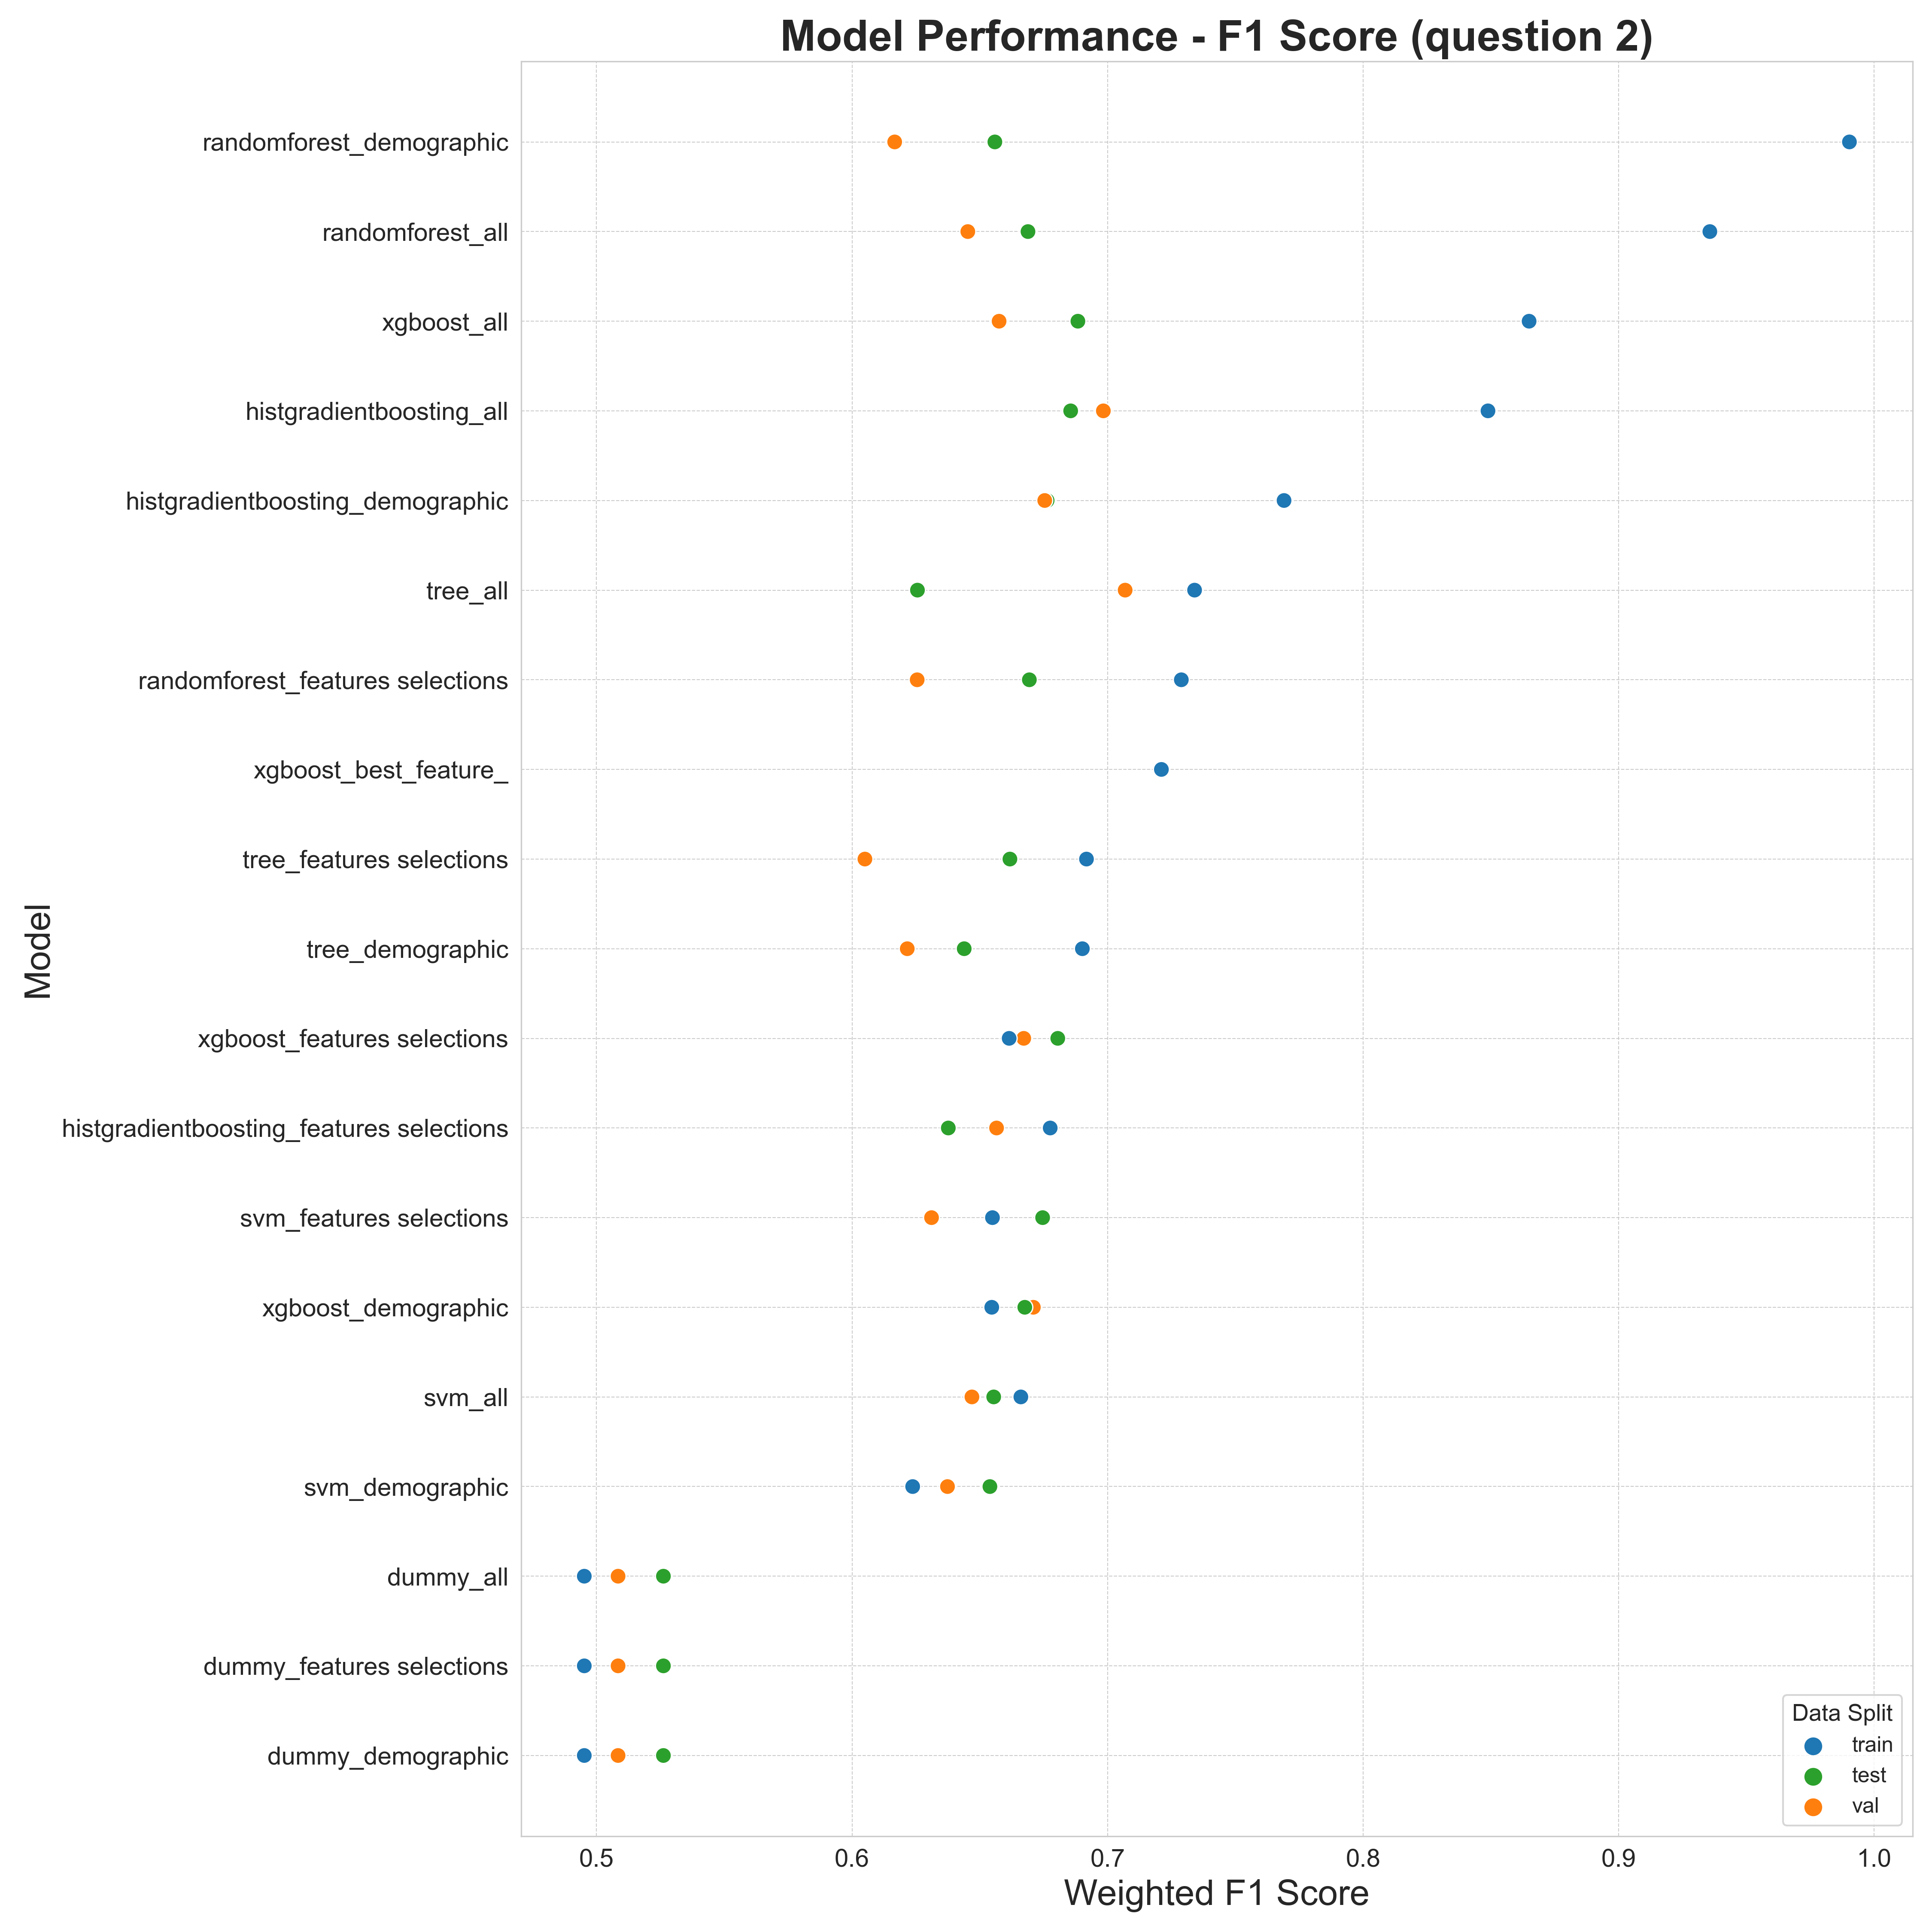 Model Performance - F1 Score (question 2)
randomforest_demographic
randomforest_all
xgboost_all
histgradientboosting_all
histgradientboosting_demographic
tree_all
randomforest_features selections
xgboost_best_feature_
tree_features selections
tree_demographic
xgboost_features selections
histgradientboosting_features selections
svm_features selections
xgboost_demographic
svm_all
svm_demographic
dummy_all
dummy_features selections
dummy_demographic
Model
Data Split
train
test
val
0.5 0.6 0.7 0.8 0.9 1.0
Weighted F1 Score